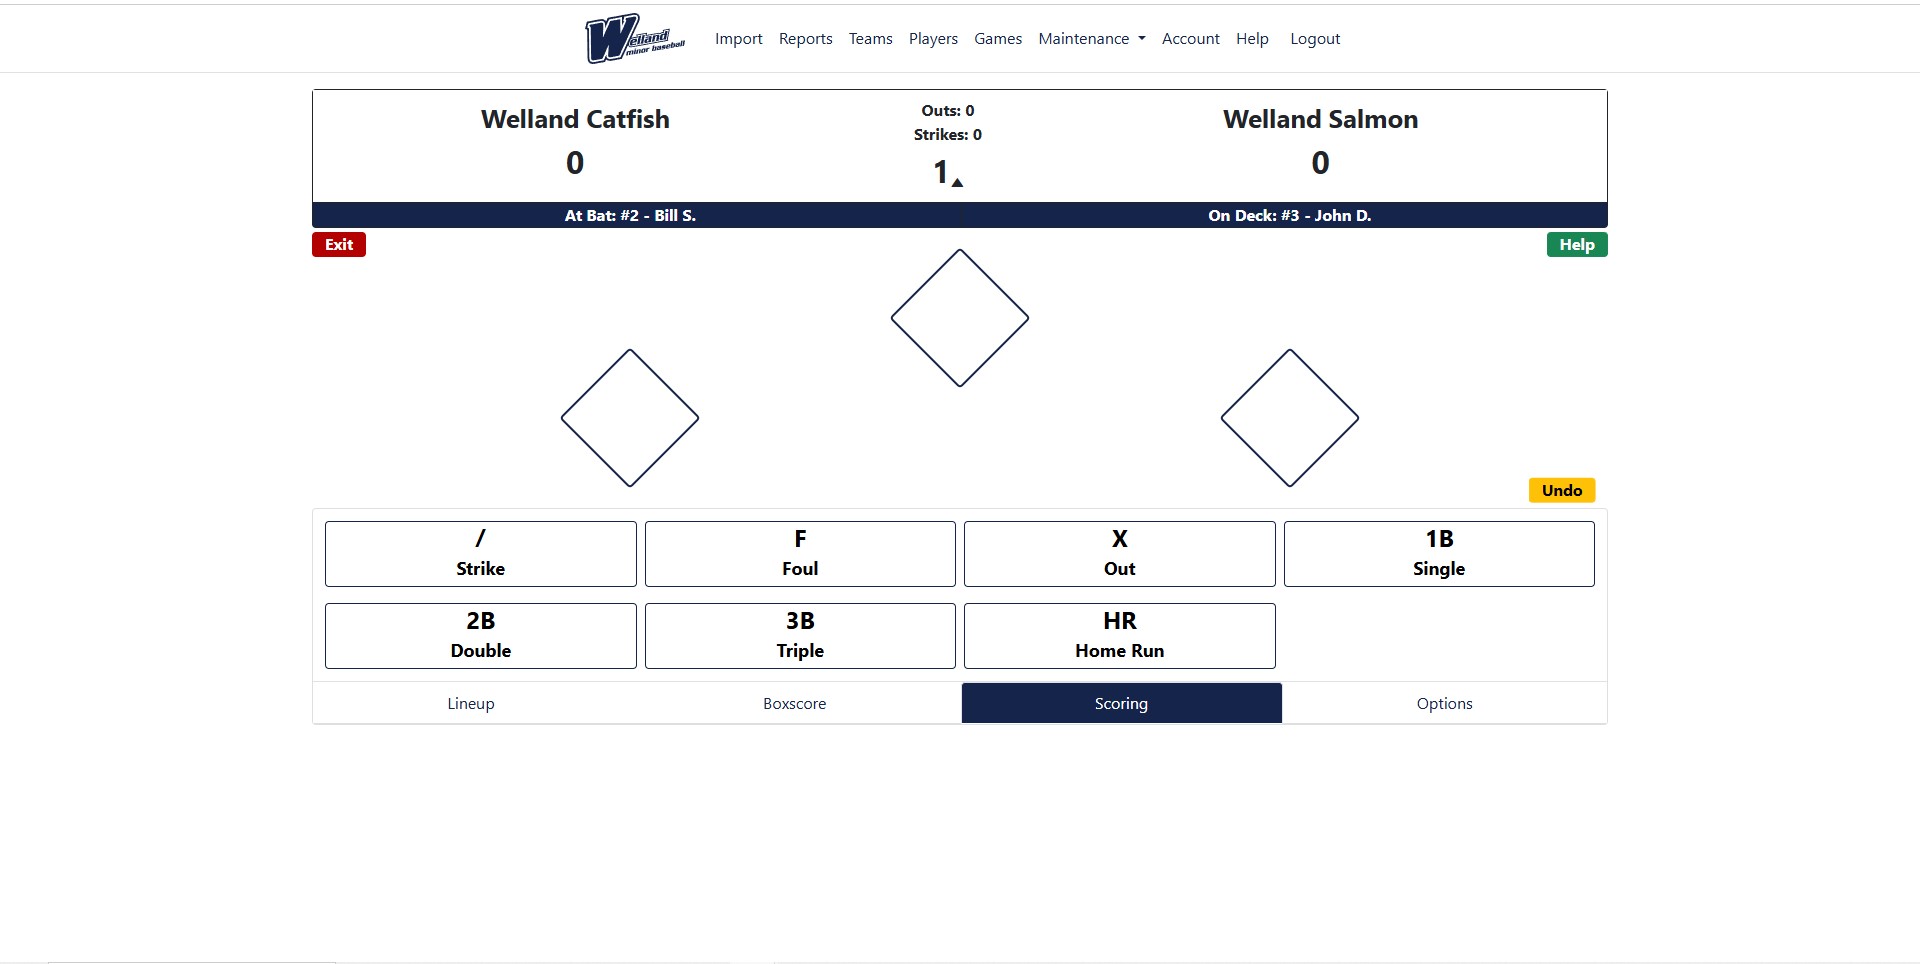 Welland minor baseball
Import Reports Teams Players Games Maintenance Account Help Logout
Welland Catfish
0
Outs: 0
Strikes: 0
1
Welland Salmon
0
At Bat: #2 - Bill S.
On Deck: #3 - John D.
Exit
Help
Undo
/
Strike
F
Foul
X
Out
1B
Single
2B
Double
3B
Triple
HR
Home Run
Lineup
Boxscore
Scoring
Options